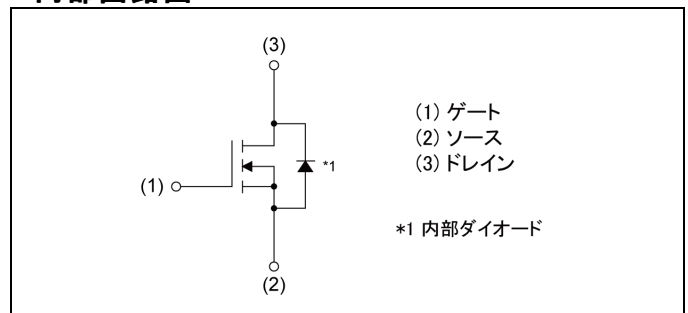 (3)
(1) ゲート
(2) ソース
(3) ドレイン
*1
(1)
*1 内部ダイオード
(2)